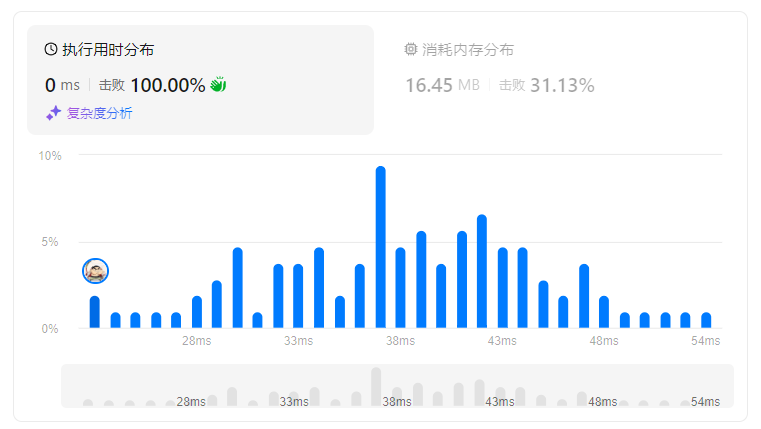 执行用时分布
0 ms 击败 100.00%
复杂度分析
消耗内存分布
16.45 MB 击败 31.13%
10%
5%
0%
28ms 33ms 38ms 43ms 48ms 54ms
28ms 33ms 38ms 43ms 48ms 54ms